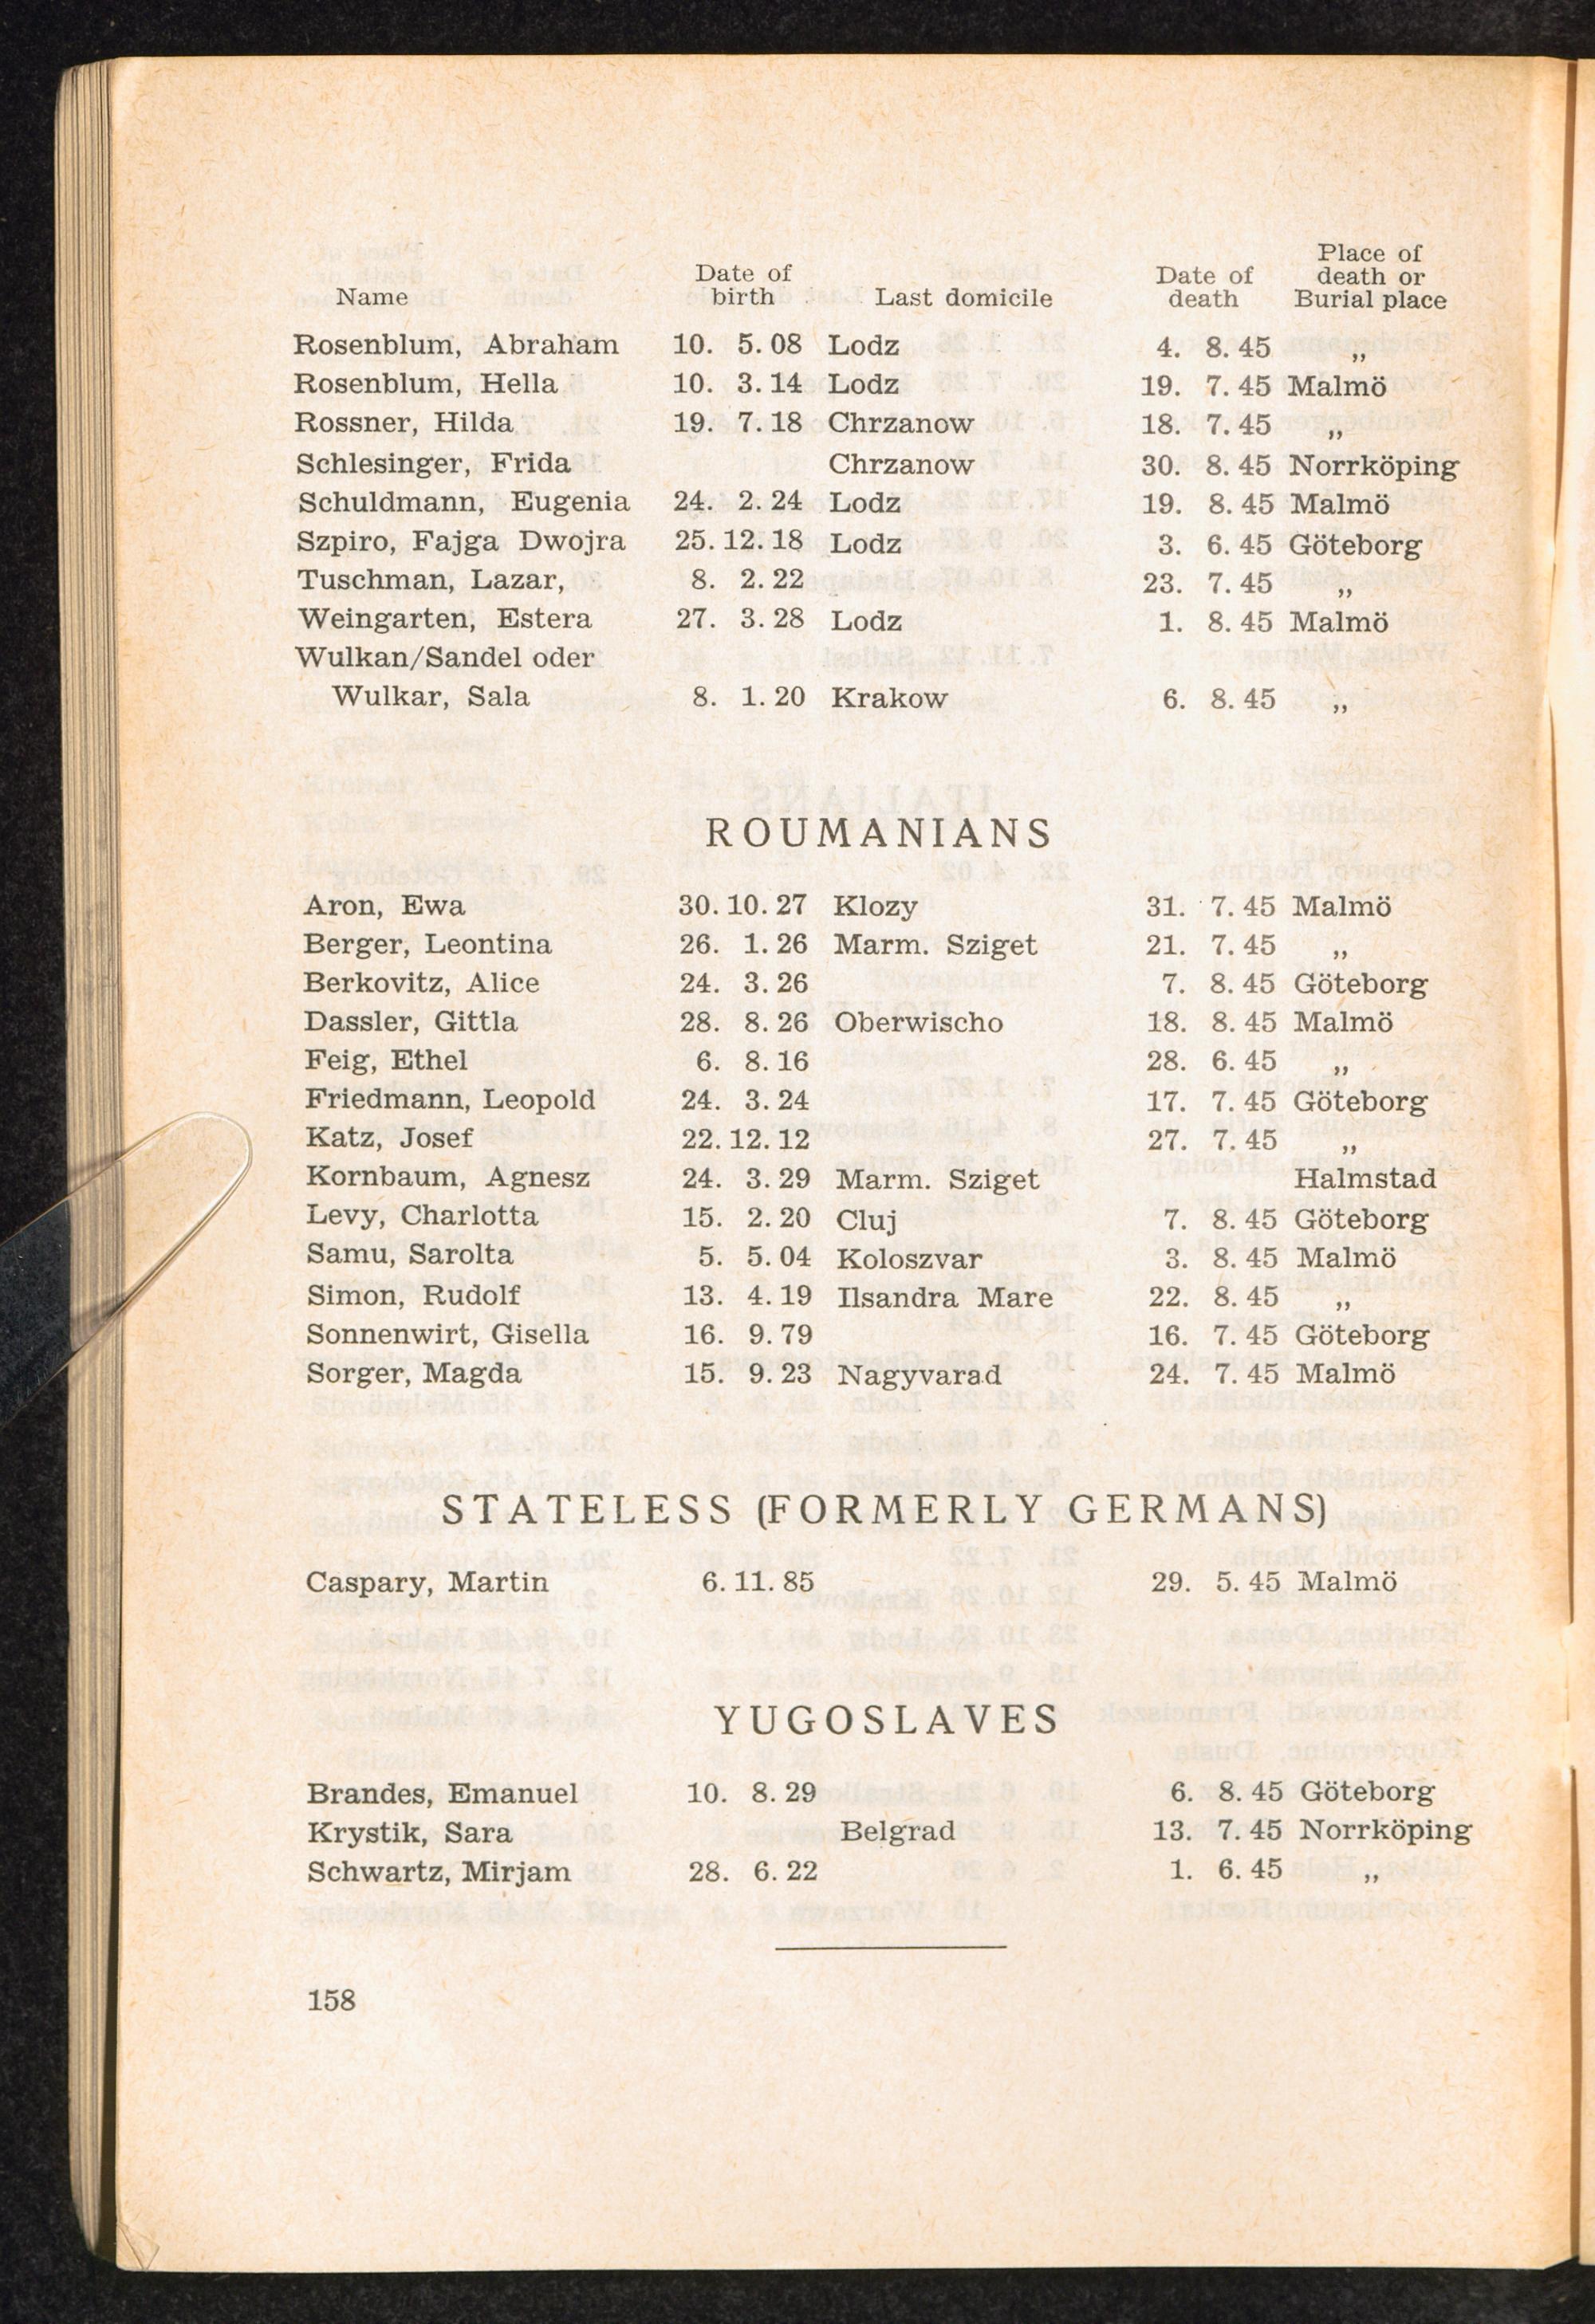 Name Date of birth Last domicile Date of death Place of death or Burial place
Rosenblum, Abraham 10. 5. 08 Lodz 4. 8. 45 „
Rosenblum, Hella 10. 3. 14 Lodz 19. 7. 45 Malmö
Rossner, Hilda 19. 7. 18 Chrzanow 18. 7. 45 „
Schlesinger, Frida Chrzanow 30. 8. 45 Norrköping
Schuldmann, Eugenia 24. 2. 24 Lodz 19. 8. 45 Malmö
Szpiro, Fajga Dwojra 25. 12. 18 Lodz 3. 6. 45 Göteborg
Tuschman, Lazar, 8. 2. 22 23. 7. 45 „
Weingarten, Estera 27. 3. 28 Lodz 1. 8. 45 Malmö
Wulkan/Sandel oder
Wulkar, Sala 8. 1. 20 Krakow 6. 8. 45 „
ROUMANIANS
Aron, Ewa 30. 10. 27 Klozy 31. 7. 45 Malmö
Berger, Leontina 26. 1. 26 Marm. Sziget 21. 7. 45 „
Berkovitz, Alice 24. 3. 26 7. 8. 45 Göteborg
Dassler, Gittla 28. 8. 26 Oberwischo 18. 8. 45 Malmö
Feig, Ethel 6. 8. 16 28. 6. 45 „
Friedmann, Leopold 24. 3. 24 17. 7. 45 Göteborg
Katz, Josef 22. 12. 12 27. 7. 45 „
Kornbaum, Agnesz 24. 3. 29 Marm. Sziget Halmstad
Levy, Charlotta 15. 2. 20 Cluj 7. 8. 45 Göteborg
Samu, Sarolta 5. 5. 04 Koloszvar 3. 8. 45 Malmö
Simon, Rudolf 13. 4. 19 Ilsandra Mare 22. 8. 45 „
Sonnenwirt, Gisella 16. 9. 79 16. 7. 45 Göteborg
Sorger, Magda 15. 9. 23 Nagyvarad 24. 7. 45 Malmö
STATELESS (FORMERLY GERMANS)
Caspary, Martin 6. 11. 85 29. 5. 45 Malmö
YUGOSLAVES
Brandes, Emanuel 10. 8. 29 6. 8. 45 Göteborg
Krystik, Sara Belgrad 13. 7. 45 Norrköping
Schwartz, Mirjam 28. 6. 22 1. 6. 45 „
158